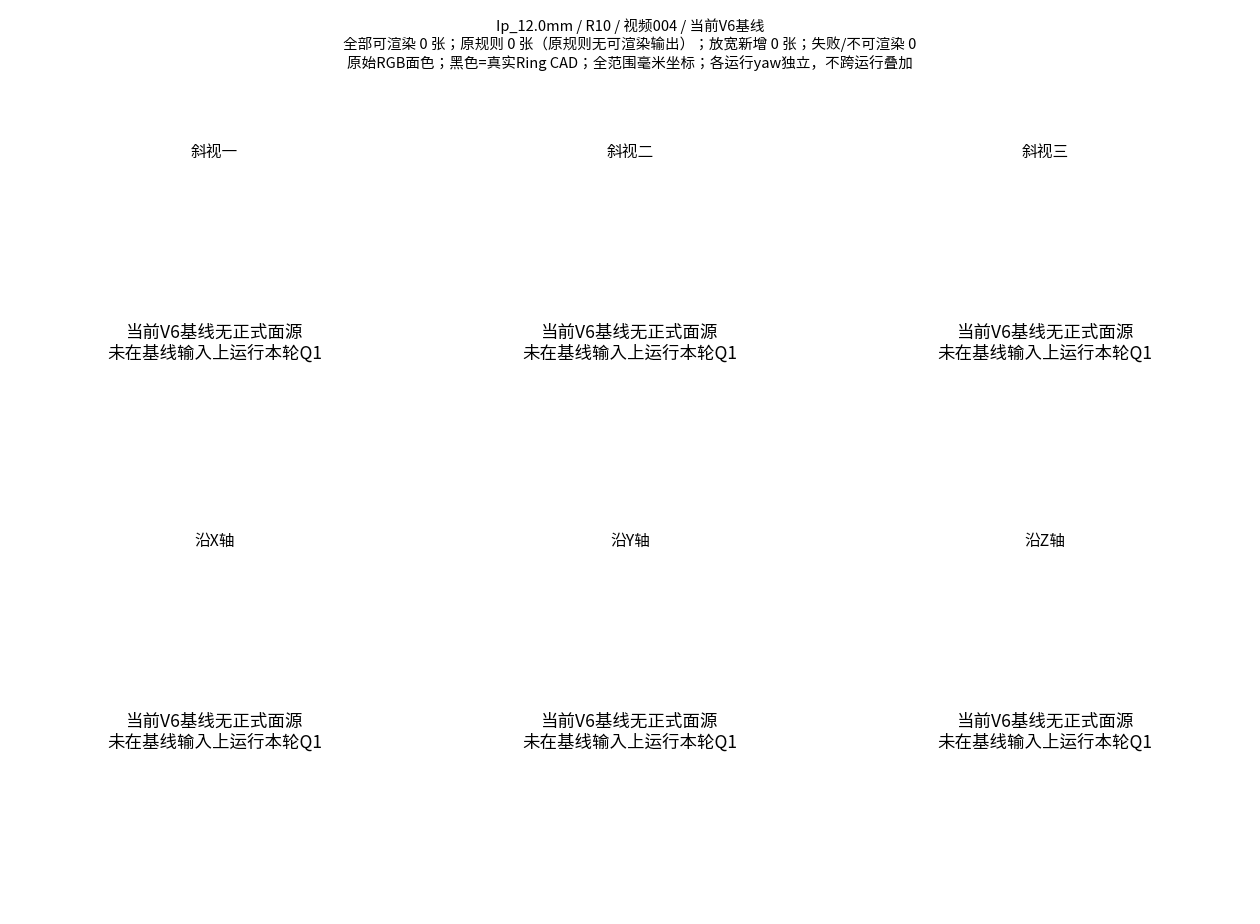 lp_12.0mm / R10 / 视频004 / 当前V6基线
全部可渲染 0 张；原规则 0 张（原规则无可渲染输出）；放宽新增 0 张；失败/不可渲染 0
原始RGB面色；黑色=真实Ring CAD；全范围毫米坐标；各运行yaw独立，不跨运行叠加
斜视一
斜视二
斜视三
当前V6基线无正式面源
未在基线输入上运行本轮Q1
当前V6基线无正式面源
未在基线输入上运行本轮Q1
当前V6基线无正式面源
未在基线输入上运行本轮Q1
沿X轴
沿Y轴
沿Z轴
当前V6基线无正式面源
未在基线输入上运行本轮Q1
当前V6基线无正式面源
未在基线输入上运行本轮Q1
当前V6基线无正式面源
未在基线输入上运行本轮Q1